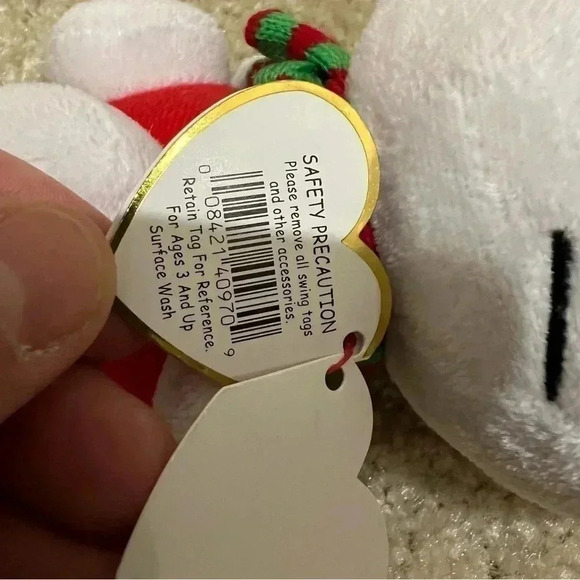 SAFETY PRECAUTION
Please remove all swing tags
and other accessories.
0 08421 40970 9
Retain Tag For Reference.
For Ages 3 And Up
Surface Wash